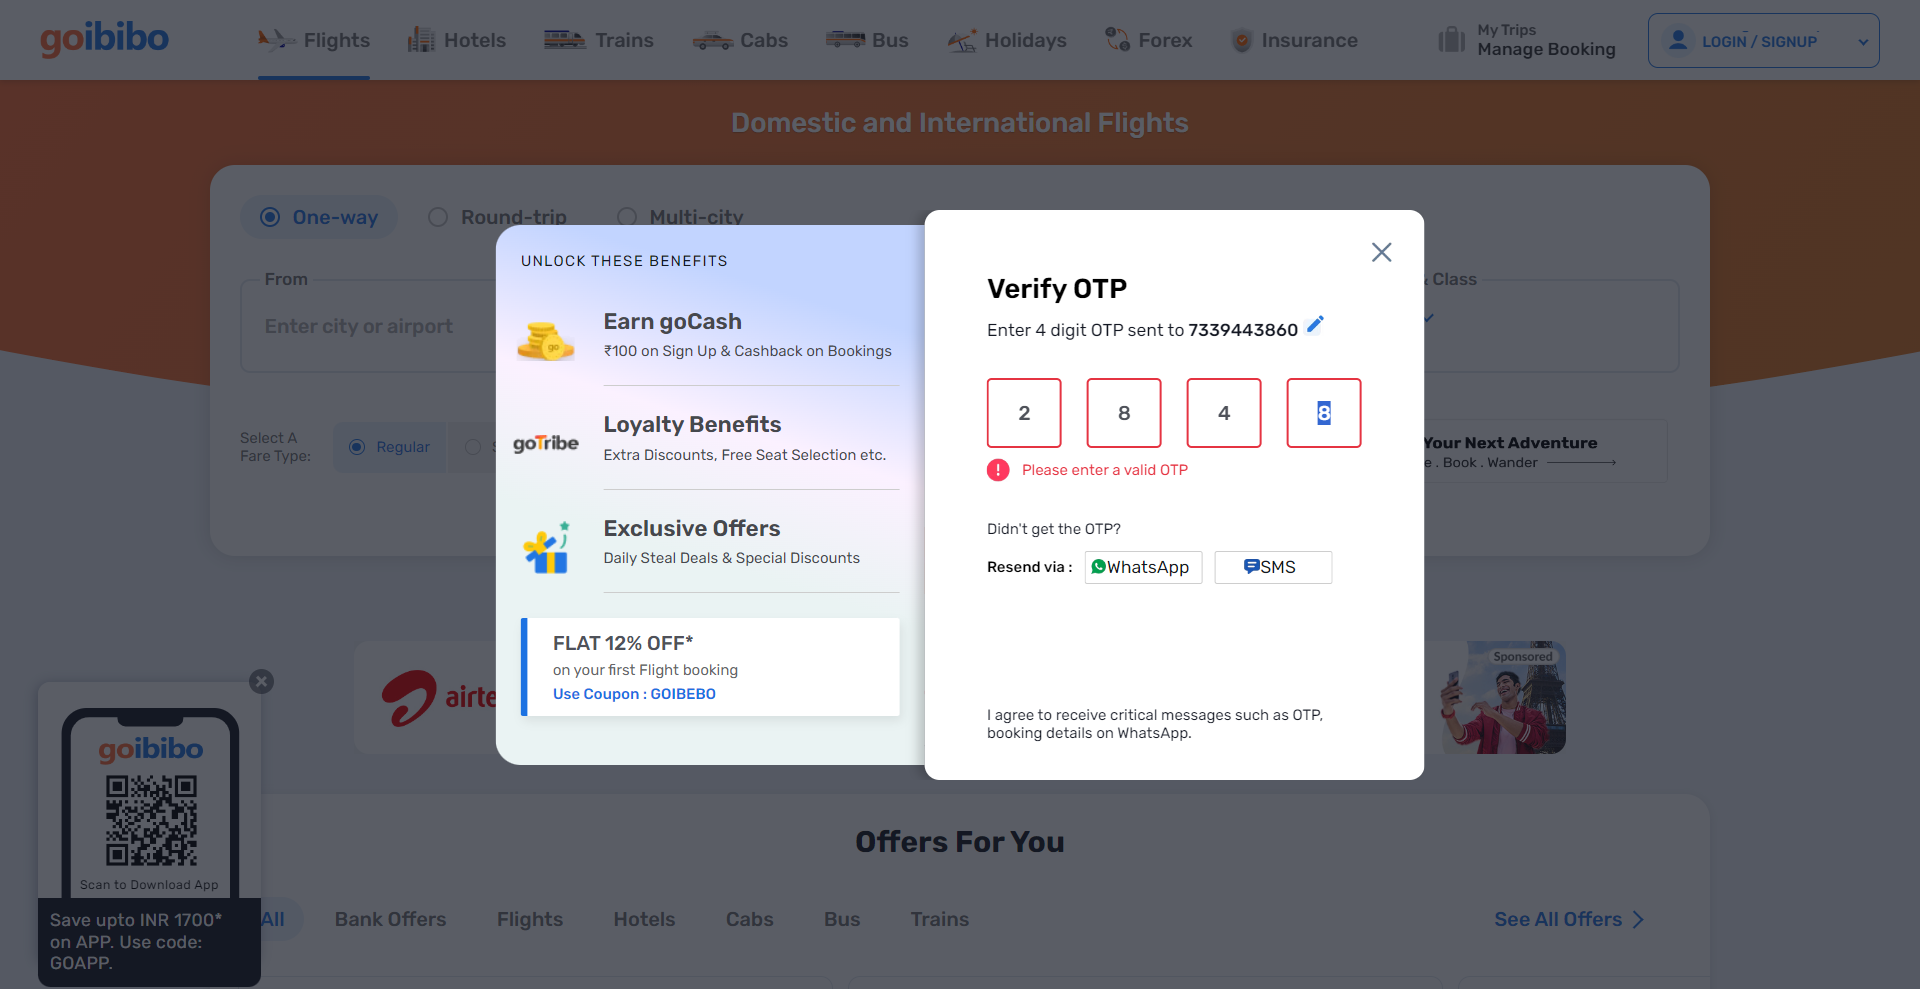 goibibo
Flights
Hotels
Trains
Cabs
Bus
Holidays
Forex
Insurance
My Trips
Manage Booking
LOGIN / SIGNUP
Domestic and International Flights
One-way
Round-trip
Multi-city
From
Enter city or airport
& Class
Select A
Fare Type:
Regular
Your Next Adventure
. Book . Wander
UNLOCK THESE BENEFITS
go
Earn goCash
₹100 on Sign Up & Cashback on Bookings
goTribe
Loyalty Benefits
Extra Discounts, Free Seat Selection etc.
Exclusive Offers
Daily Steal Deals & Special Discounts
FLAT 12% OFF*
on your first Flight booking
Use Coupon : GOIBEBO
Verify OTP
Enter 4 digit OTP sent to 7339443860
2 8 4 8
! Please enter a valid OTP
Didn't get the OTP?
Resend via : WhatsApp SMS
I agree to receive critical messages such as OTP,
booking details on WhatsApp.
airte
Sponsored
goibibo
Scan to Download App
Save upto INR 1700*
on APP. Use code:
GOAPP.
Offers For You
All
Bank Offers
Flights
Hotels
Cabs
Bus
Trains
See All Offers